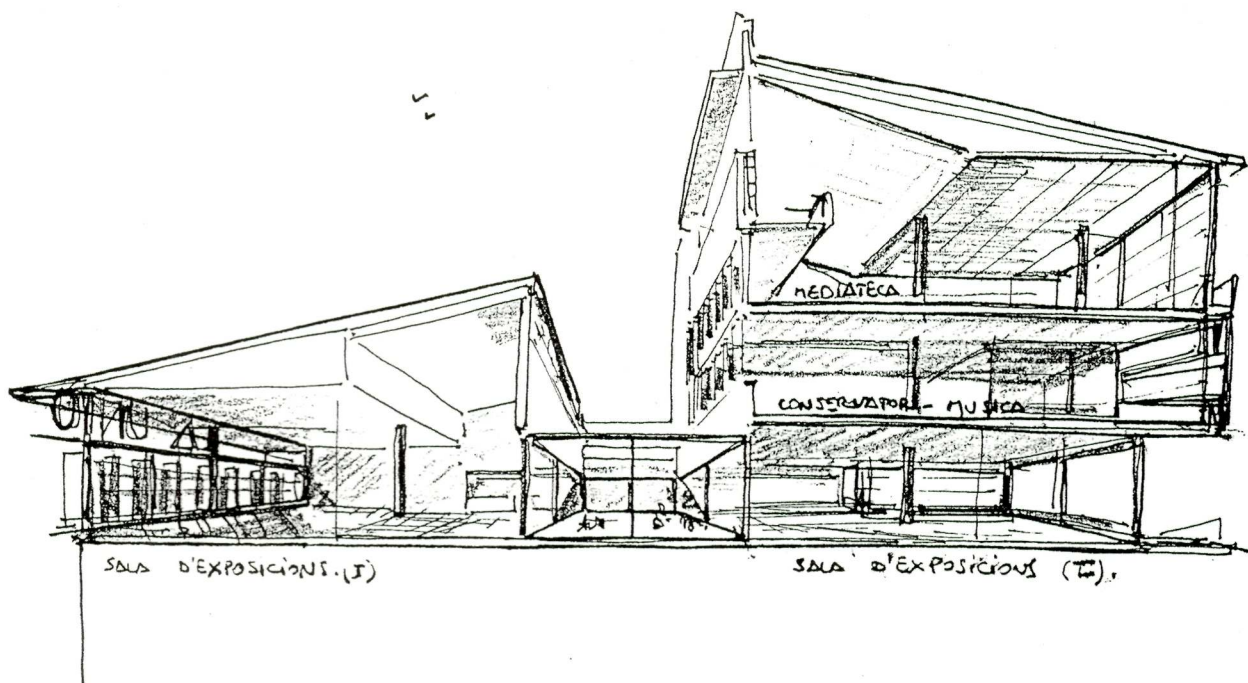 MEDIATECA
CONSERVATORI - MUSICA
SALA D'EXPOSICIONS.(I)
SALA D'EXPOSICIONS (II).